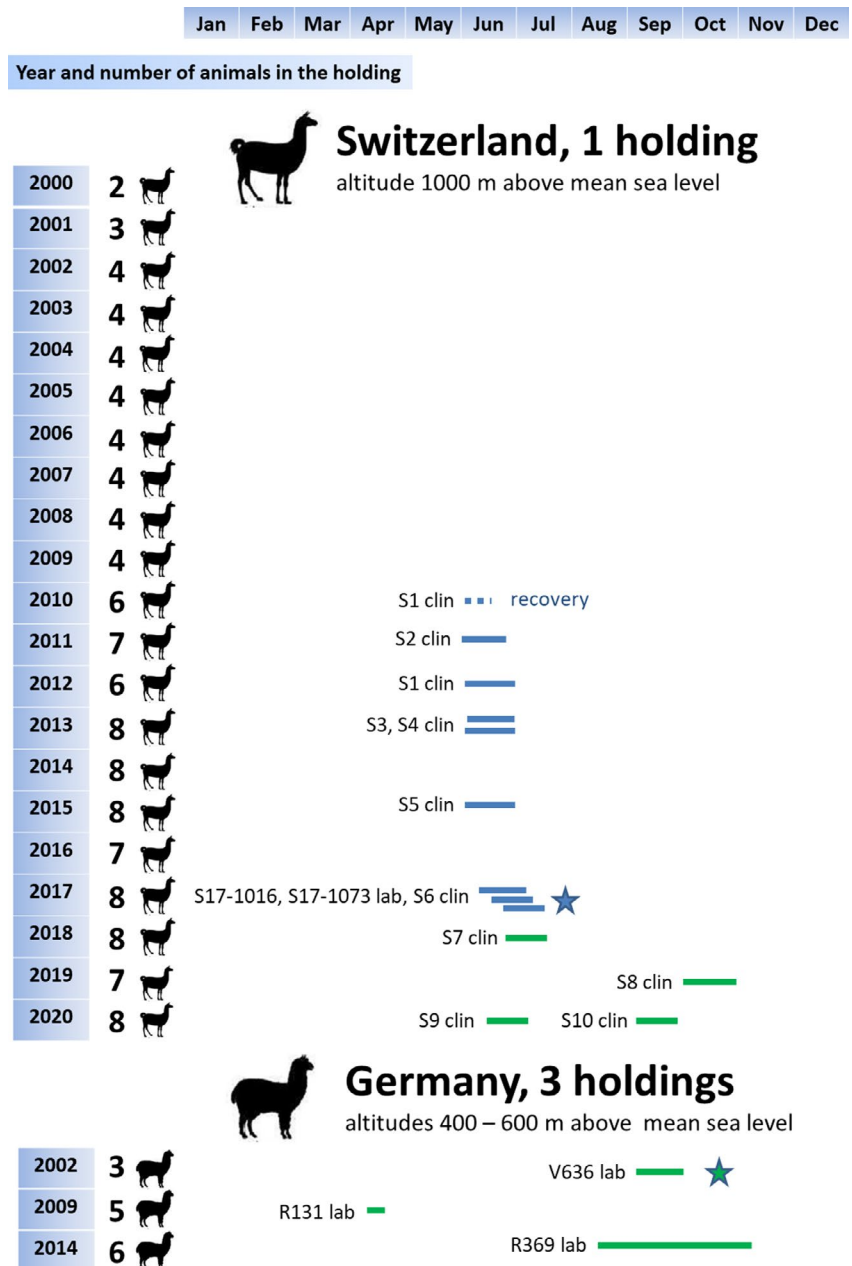 Jan Feb Mar Apr May Jun Jul Aug Sep Oct Nov Dec
Year and number of animals in the holding
Switzerland, 1 holding
altitude 1000 m above mean sea level
2000 2
2001 3
2002 4
2003 4
2004 4
2005 4
2006 4
2007 4
2008 4
2009 4
2010 6 S1 clin recovery
2011 7 S2 clin
2012 6 S1 clin
2013 8 S3, S4 clin
2014 8
2015 8 S5 clin
2016 7
2017 8 S17-1016, S17-1073 lab, S6 clin
2018 8 S7 clin
2019 7 S8 clin
2020 8 S9 clin S10 clin
Germany, 3 holdings
altitudes 400 – 600 m above mean sea level
2002 3 V636 lab
2009 5 R131 lab
2014 6 R369 lab